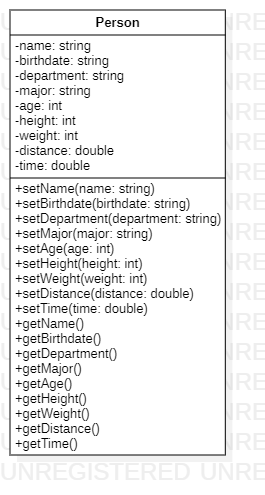 Person
-name: string
-birthdate: string
-department: string
-major: string
-age: int
-height: int
-weight: int
-distance: double
-time: double
+setName(name: string)
+setBirthdate(birthdate: string)
+setDepartment(department: string)
+setMajor(major: string)
+setAge(age: int)
+setHeight(height: int)
+setWeight(weight: int)
+setDistance(distance: double)
+setTime(time: double)
+getName()
+getBirthdate()
+getDepartment()
+getMajor()
+getAge()
+getHeight()
+getWeight()
+getDistance()
+getTime()
UNREGISTERED UNRE